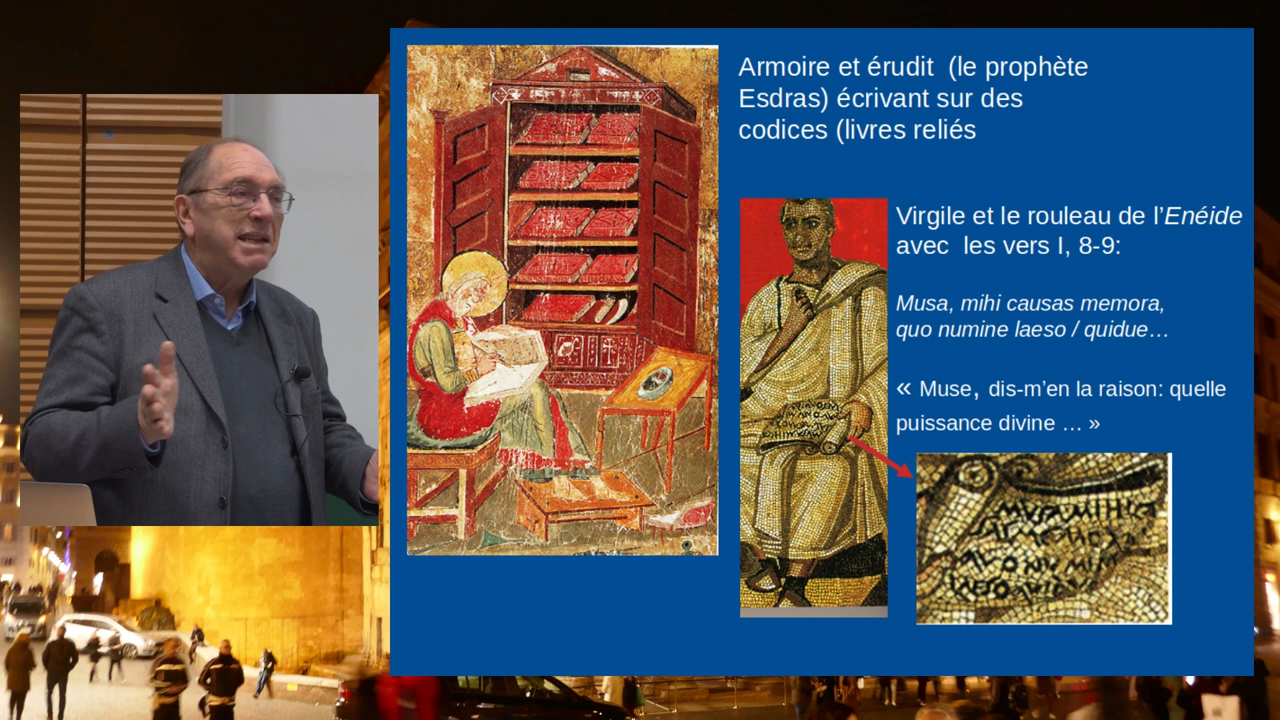 Armoire et érudit (le prophète
Esdras) écrivant sur des
codices (livres reliés
Virgile et le rouleau de l’Enéide
avec les vers I, 8-9:
Musa, mihi causas memora,
quo numine laeso / quidue…
« Muse, dis-m’en la raison: quelle
puissance divine … »